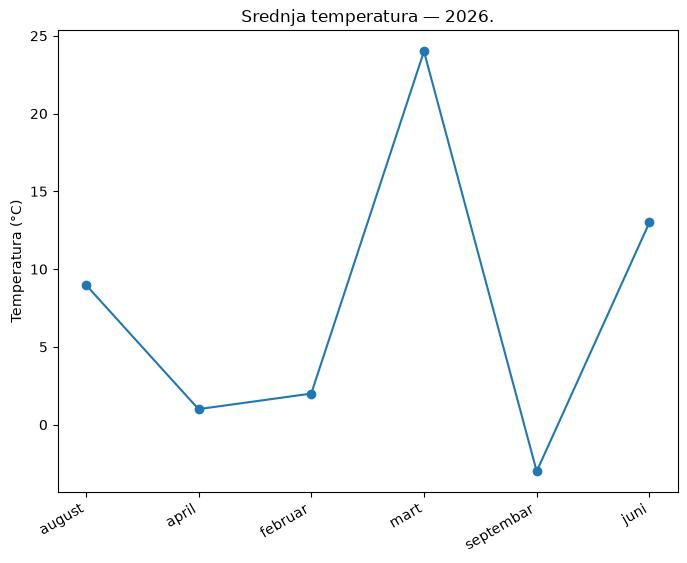 Srednja temperatura — 2026.
Temperatura (°C)
25
20
15
10
5
0
august
april
februar
mart
septembar
juni